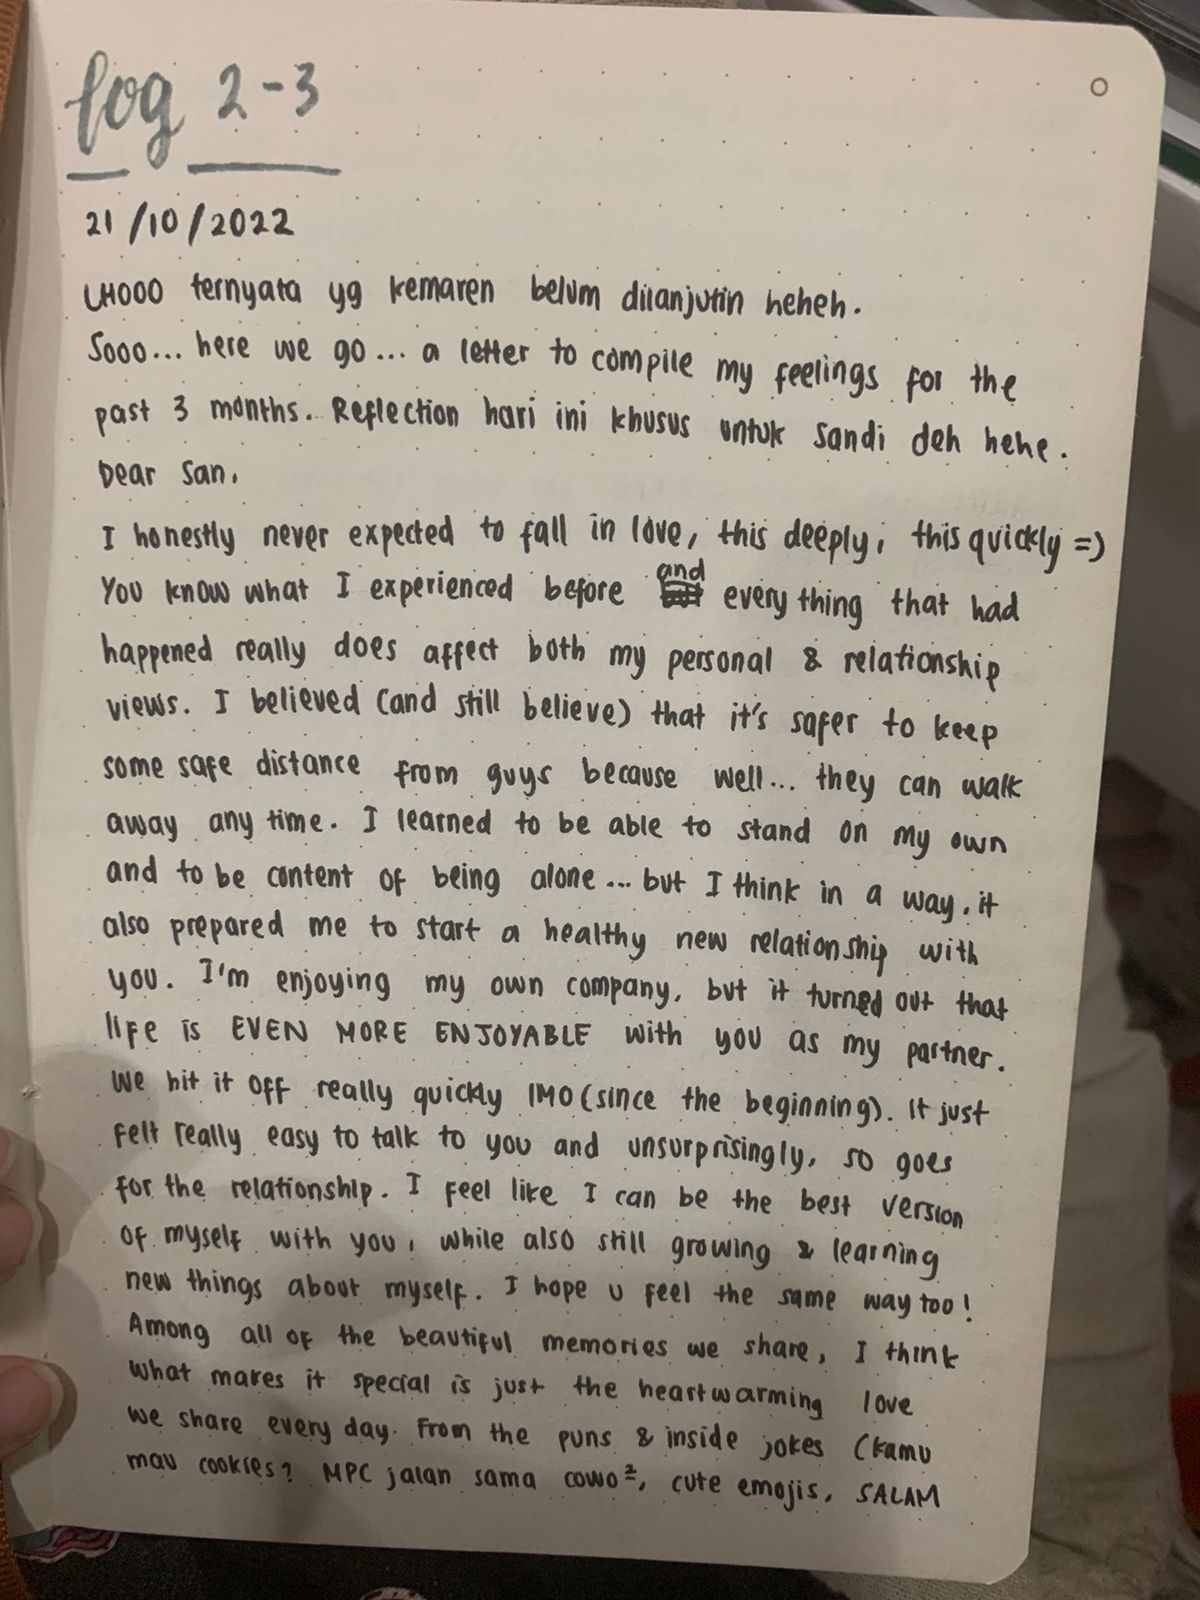 log 2-3
21/10/2022
LHOOO ternyata yg kemaren belum dilanjutin heheh.
Sooo... here we go... a letter to compile my feelings for the
past 3 months. Reflection hari ini khusus untuk Sandi deh hehe.
Dear San,
I honestly never expected to fall in love, this deeply, this quickly =)
You know what I experienced before and everything that had
happened really does affect both my personal & relationship
views. I believed (and still believe) that it's safer to keep
some safe distance from guys because well... they can walk
away any time. I learned to be able to stand on my own
and to be content of being alone... but I think in a way, it
also prepared me to start a healthy new relationship with
you. I'm enjoying my own company, but it turned out that
life is EVEN MORE ENJOYABLE with you as my partner.
We hit it off really quickly IMO (since the beginning). It just
felt really easy to talk to you and unsurprisingly, so goes
for the relationship. I feel like I can be the best version
of myself with you, while also still growing & learning
new things about myself. I hope u feel the same way too!
Among all of the beautiful memories we share, I think
what makes it special is just the heartwarming love
we share every day. From the puns & inside jokes (kamu
mau cookies? MPC jalan sama cowo², cute emojis, SALAM